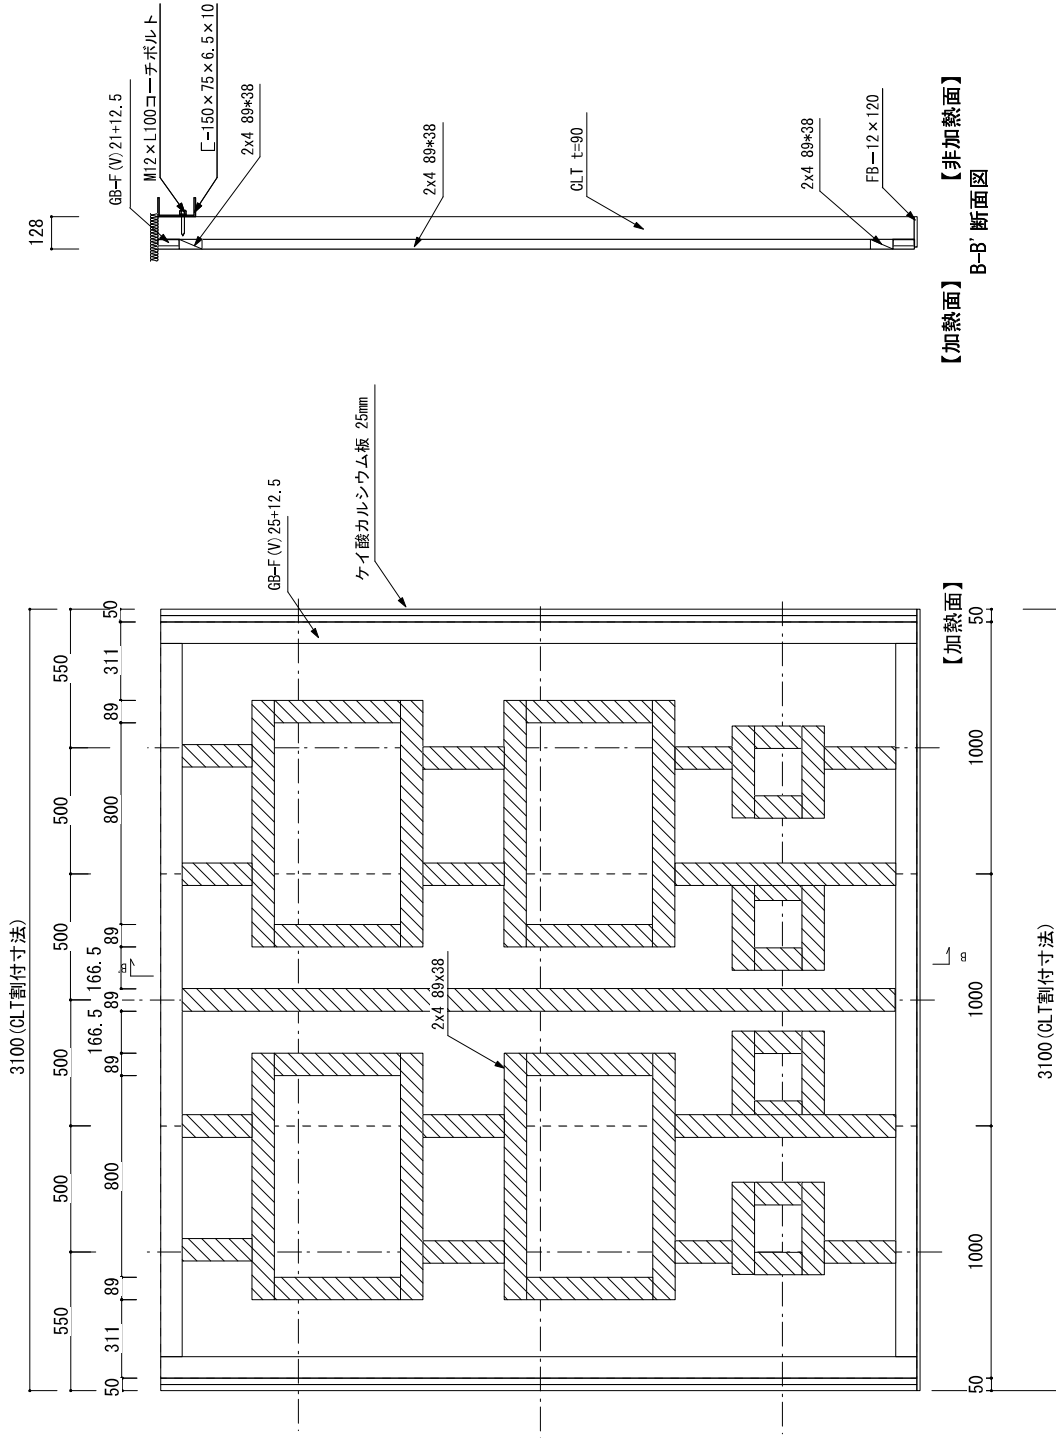 128
GB-F(V)21+12.5
M12×L100コーチボルト
[-150×75×6.5×10
2x4 89*38
2x4 89*38
CLT t=90
2x4 89*38
FB-12×120
【加熱面】
【非加熱面】
B-B' 断面図
3100(CLT割付寸法)
550
500
500
500
500
550
50
311
89
800
89
166.5
89
166.5
89
800
89
311
50
GB-F(V)25+12.5
ケイ酸カルシウム板 25mm
2x4 89x38
B'
B
【加熱面】
50
1000
1000
1000
50
3100(CLT割付寸法)